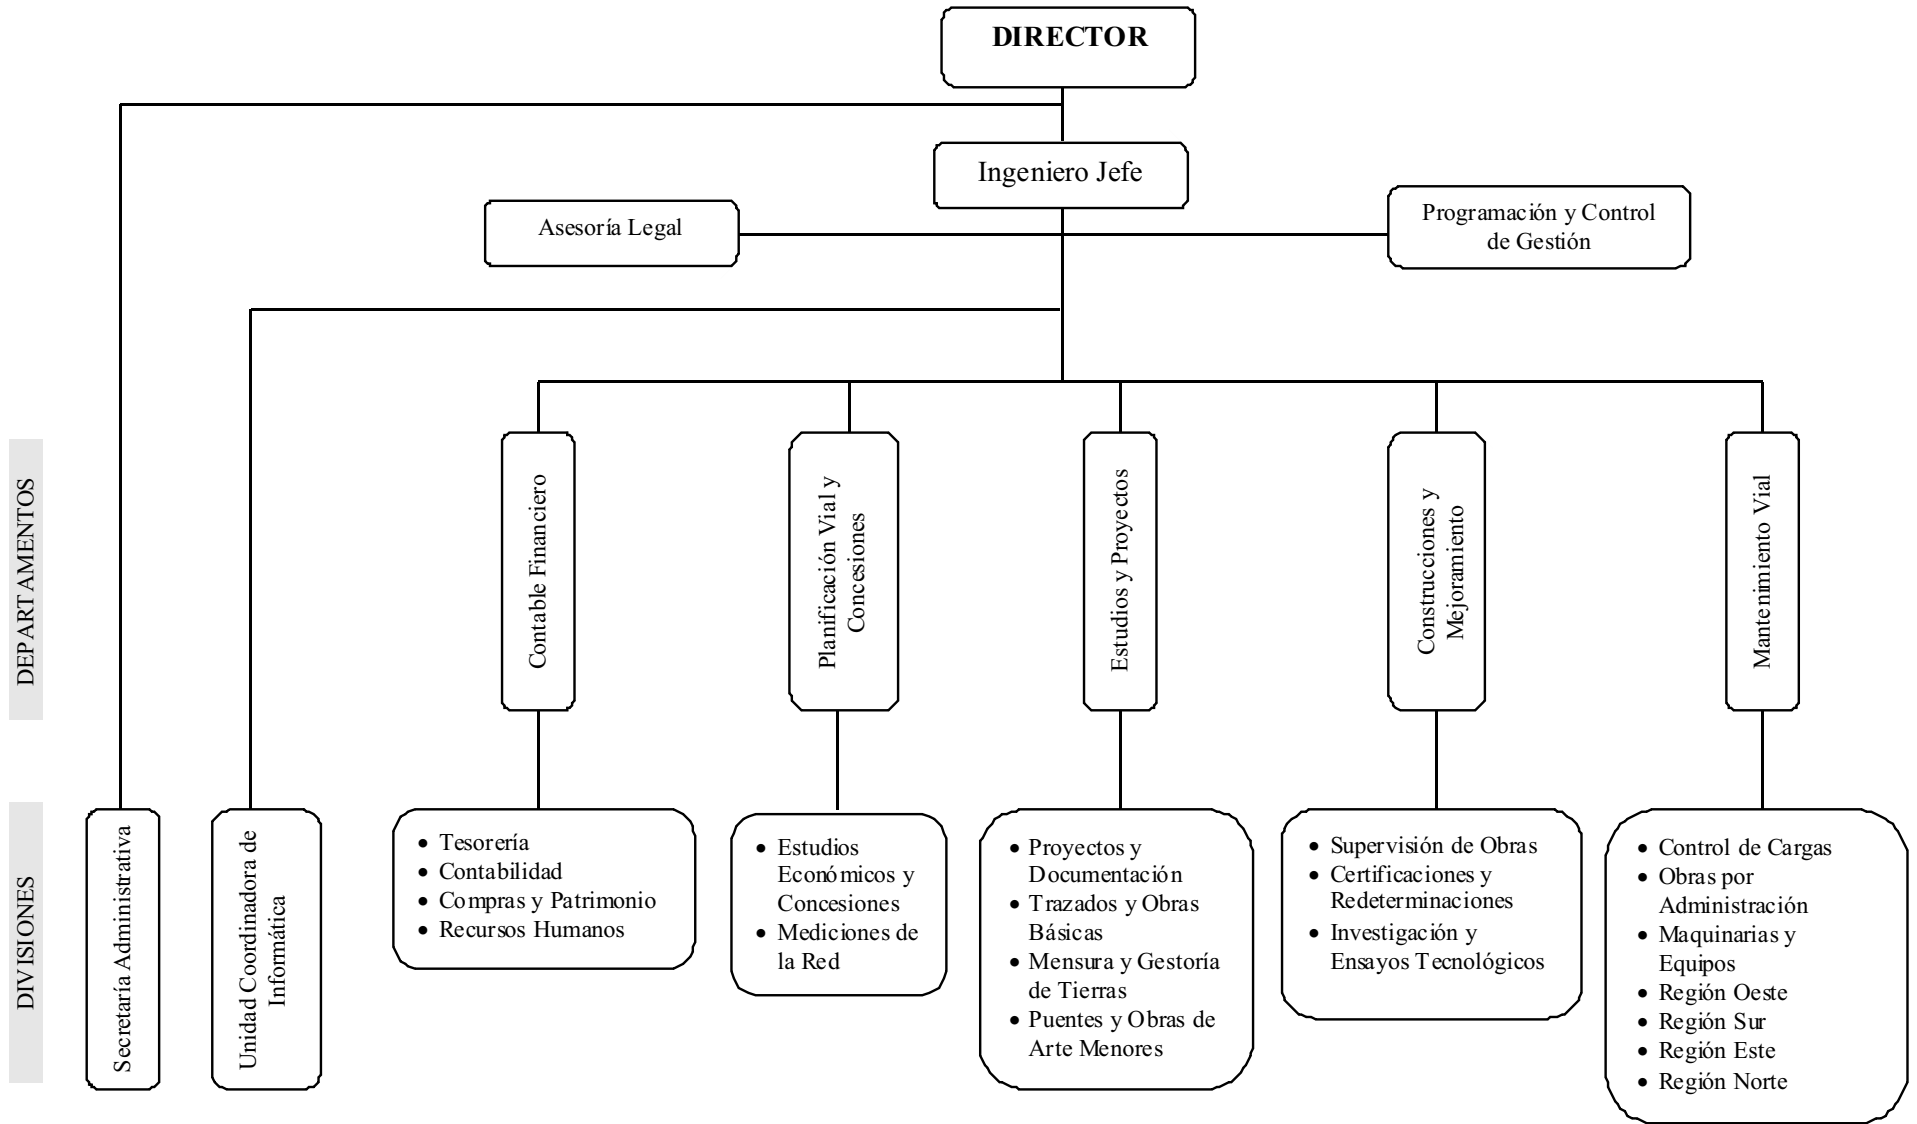 DIRECTOR
Ingeniero Jefe
Asesoría Legal
Programación y Control
de Gestión
DEPARTAMENTOS
Contable Financiero
Planificación Vial y
Concesiones
Estudios y Proyectos
Construcciones y
Mejoramiento
Mantenimiento Vial
DIVISIONES
Secretaría Administrativa
Unidad Coordinadora de
Informática
• Tesorería
• Contabilidad
• Compras y Patrimonio
• Recursos Humanos
• Estudios
Económicos y
Concesiones
• Mediciones de
la Red
• Proyectos y
Documentación
• Trazados y Obras
Básicas
• Mensura y Gestoría
de Tierras
• Puentes y Obras de
Arte Menores
• Supervisión de Obras
• Certificaciones y
Redeterminaciones
• Investigación y
Ensayos Tecnológicos
• Control de Cargas
• Obras por
Administración
• Maquinarias y
Equipos
• Región Oeste
• Región Sur
• Región Este
• Región Norte